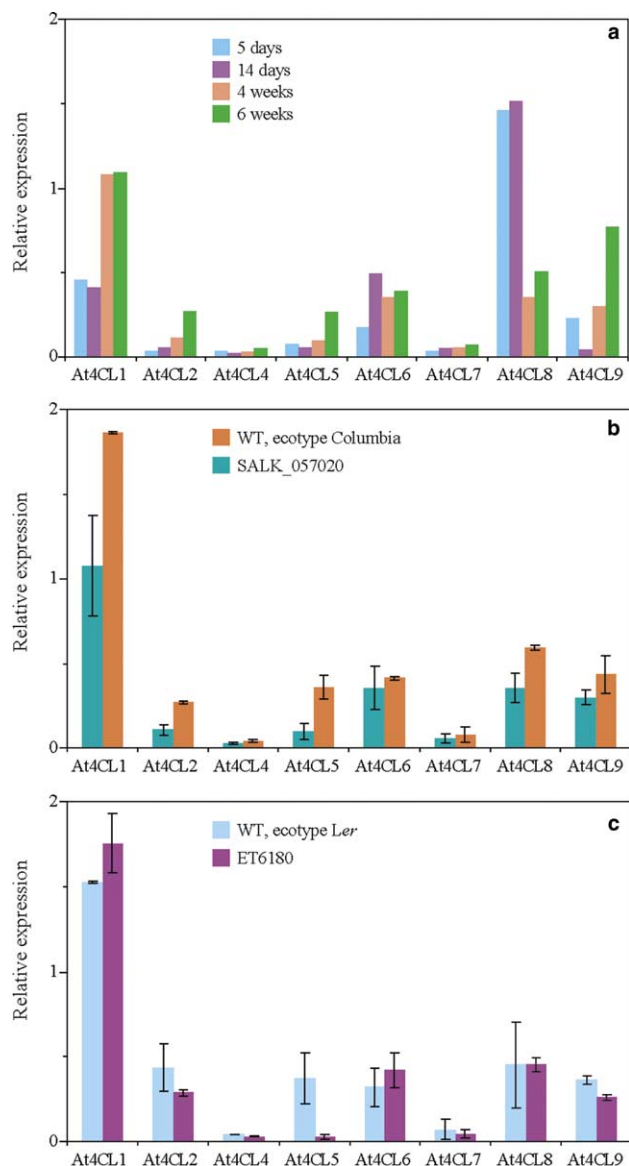 a
2
5 days
14 days
4 weeks
6 weeks
1
0
Relative expression
At4CL1 At4CL2 At4CL4 At4CL5 At4CL6 At4CL7 At4CL8 At4CL9
b
2
WT, ecotype Columbia
SALK_057020
1
0
Relative expression
At4CL1 At4CL2 At4CL4 At4CL5 At4CL6 At4CL7 At4CL8 At4CL9
c
2
WT, ecotype Ler
ET6180
1
0
Relative expression
At4CL1 At4CL2 At4CL4 At4CL5 At4CL6 At4CL7 At4CL8 At4CL9